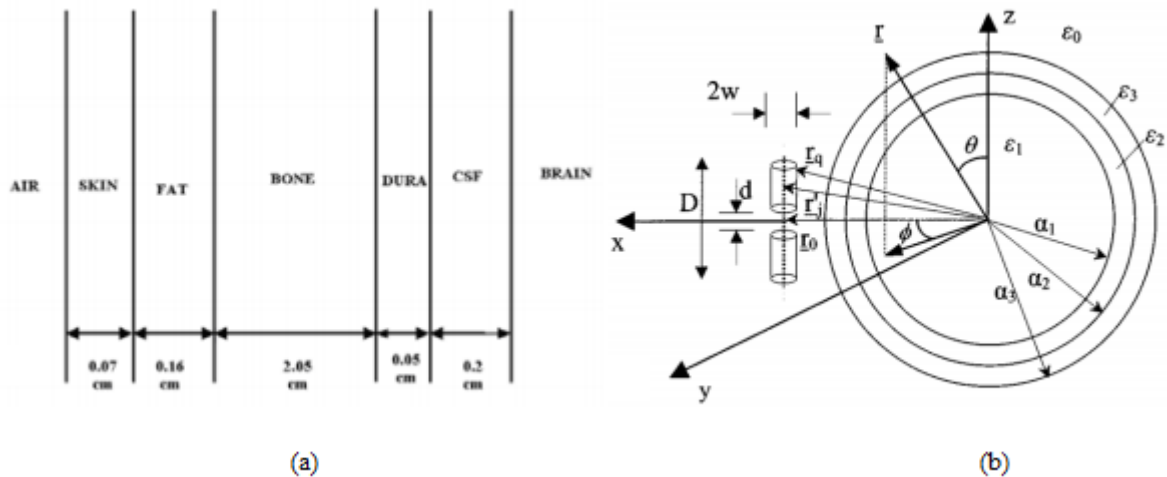 AIR SKIN FAT BONE DURA CSF BRAIN
0.07 cm
0.16 cm
2.05 cm
0.05 cm
0.2 cm
(a)
z
ε0
r
ε3
2w
θ
ε1
ε2
r_q
d
D
r'_j
x
ϕ
r_0
α1
α2
α3
y
(b)